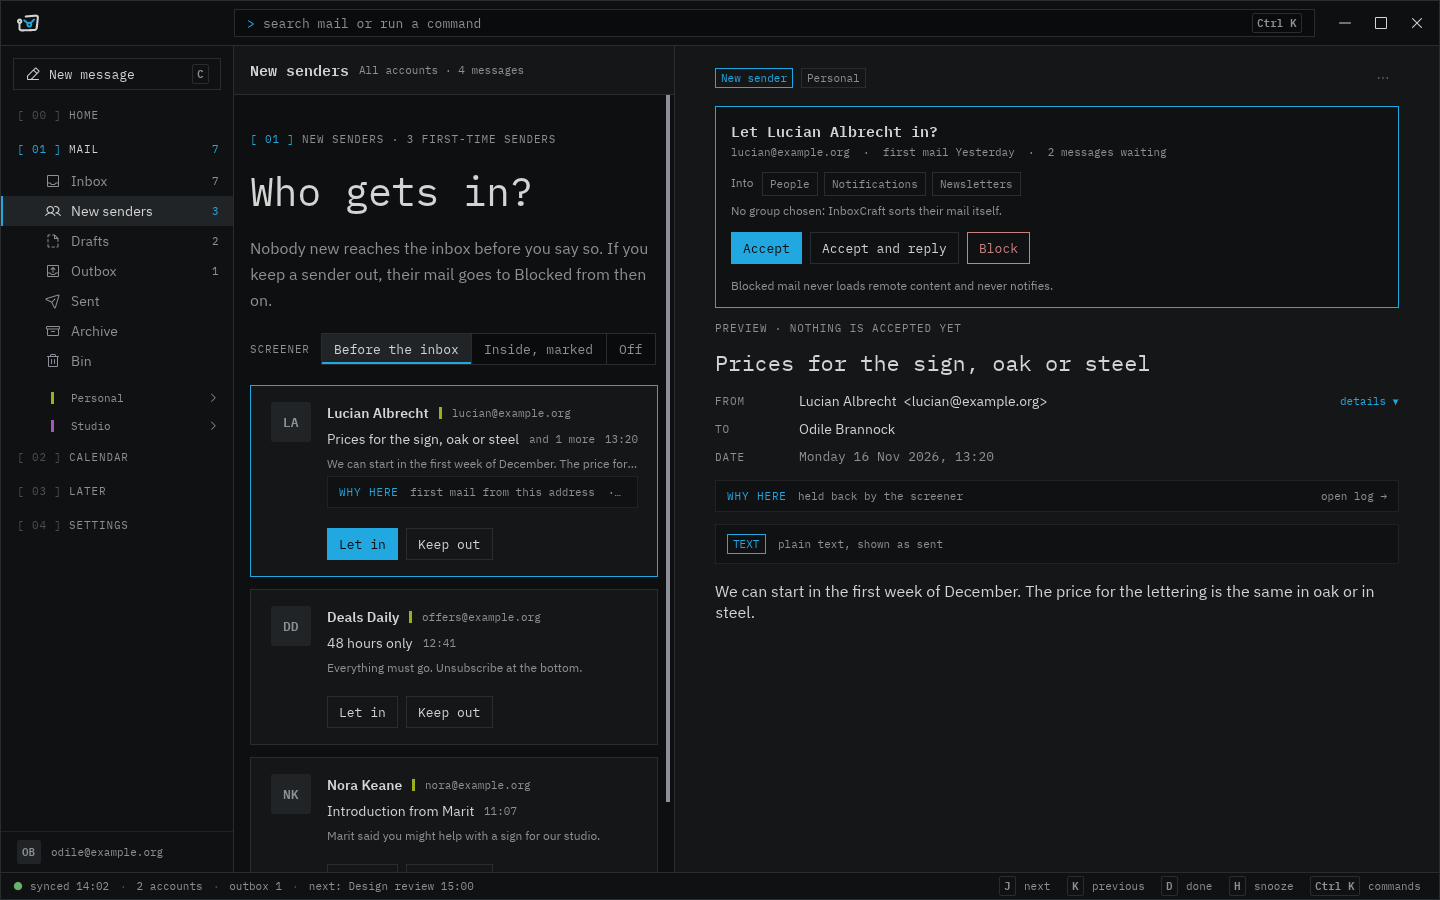 > search mail or run a command Ctrl K
New message C
[ 00 ] HOME
[ 01 ] MAIL 7
Inbox 7
New senders 3
Drafts 2
Outbox 1
Sent
Archive
Bin
Personal
Studio
[ 02 ] CALENDAR
[ 03 ] LATER
[ 04 ] SETTINGS
OB odile@example.org
New senders All accounts · 4 messages
[ 01 ] NEW SENDERS · 3 FIRST-TIME SENDERS
Who gets in?
Nobody new reaches the inbox before you say so. If you
keep a sender out, their mail goes to Blocked from then
on.
SCREENER Before the inbox Inside, marked Off
LA Lucian Albrecht lucian@example.org
Prices for the sign, oak or steel and 1 more 13:20
We can start in the first week of December. The price for...
WHY HERE first mail from this address ·…
Let in Keep out
DD Deals Daily offers@example.org
48 hours only 12:41
Everything must go. Unsubscribe at the bottom.
Let in Keep out
NK Nora Keane nora@example.org
Introduction from Marit 11:07
Marit said you might help with a sign for our studio.
New sender Personal ···
Let Lucian Albrecht in?
lucian@example.org · first mail Yesterday · 2 messages waiting
Into People Notifications Newsletters
No group chosen: InboxCraft sorts their mail itself.
Accept Accept and reply Block
Blocked mail never loads remote content and never notifies.
PREVIEW · NOTHING IS ACCEPTED YET
Prices for the sign, oak or steel
FROM Lucian Albrecht <lucian@example.org> details ▾
TO Odile Brannock
DATE Monday 16 Nov 2026, 13:20
WHY HERE held back by the screener open log →
TEXT plain text, shown as sent
We can start in the first week of December. The price for the lettering is the same in oak or in
steel.
synced 14:02 · 2 accounts · outbox 1 · next: Design review 15:00
J next K previous D done H snooze Ctrl K commands